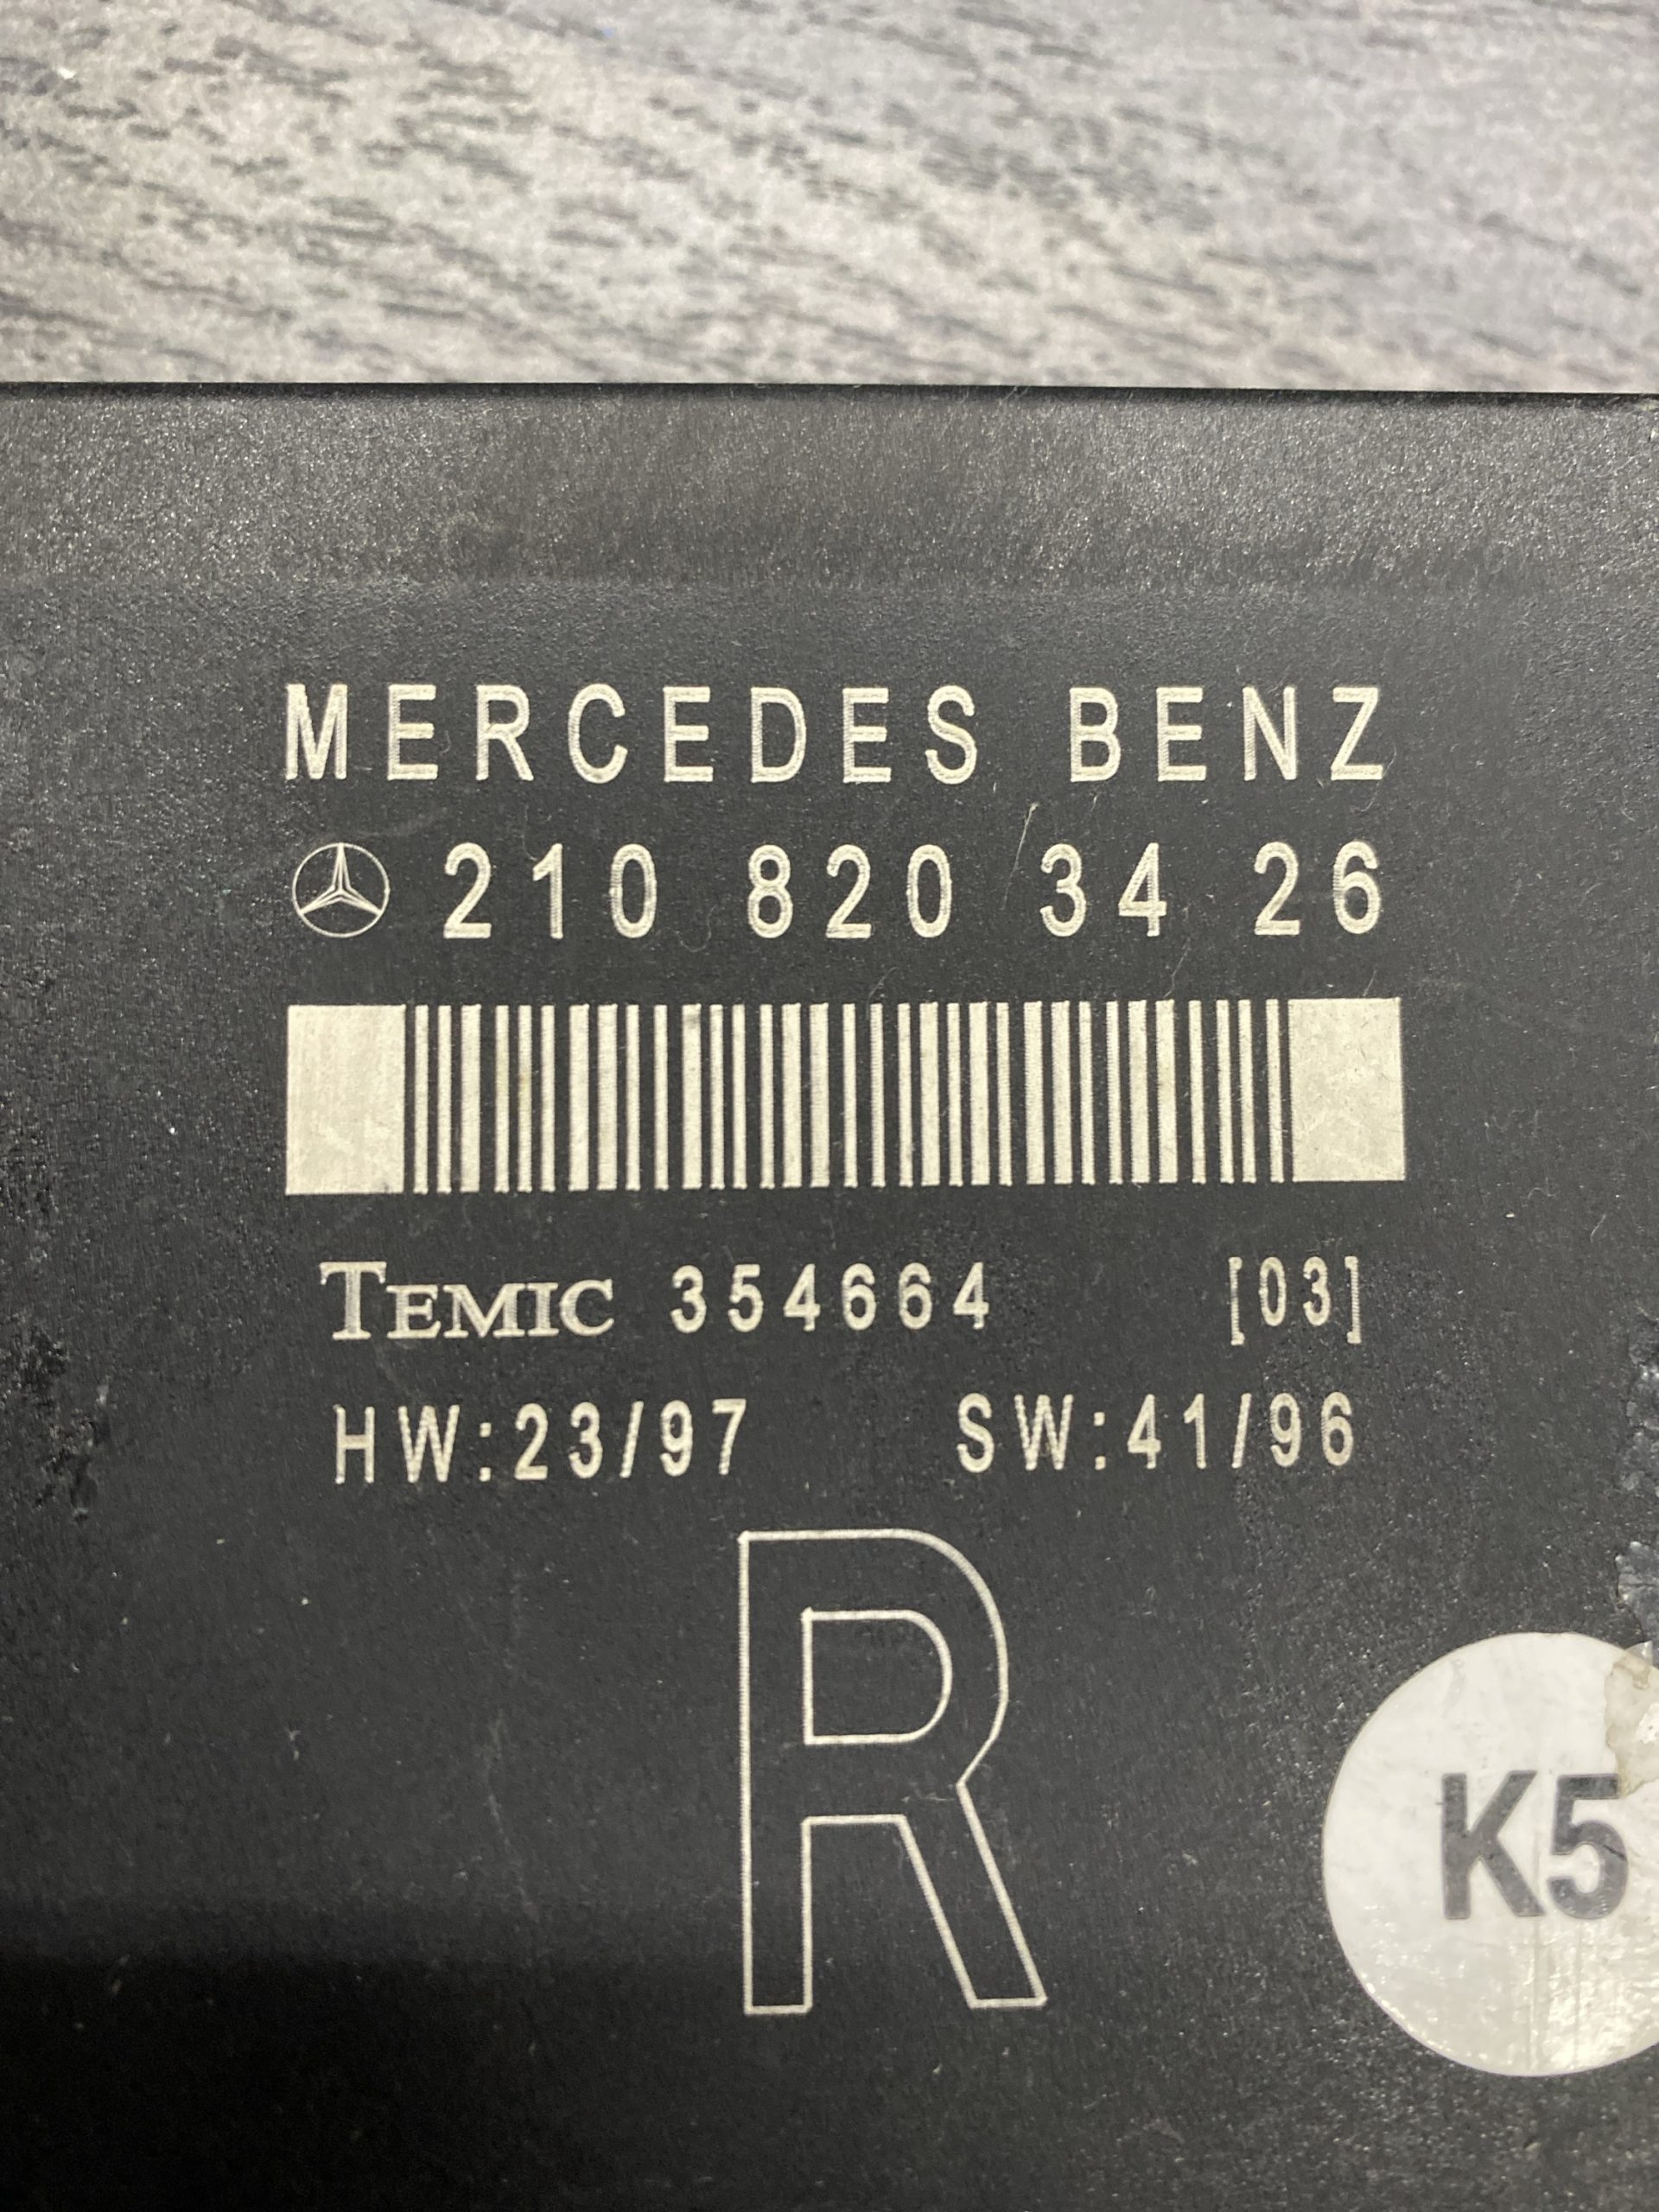 MERCEDES BENZ
210 820 34 26
TEMIC 354664 [03]
HW:23/97 SW:41/96
R
K5